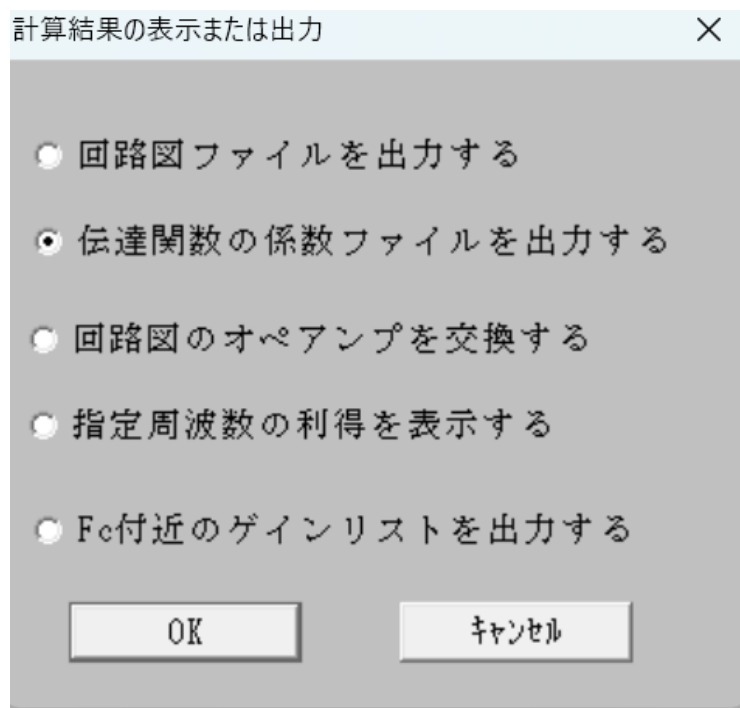 計算結果の表示または出力
回路図ファイルを出力する
伝達関数の係数ファイルを出力する
回路図のオペアンプを交換する
指定周波数の利得を表示する
Fc付近のゲインリストを出力する
OK
ｷｬﾝｾﾙ